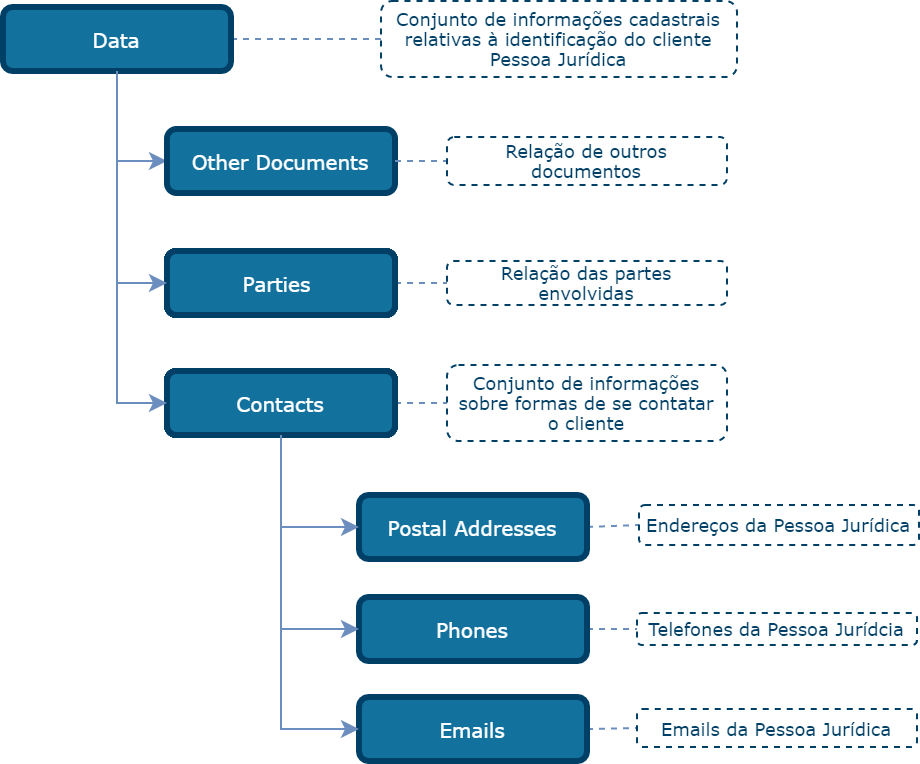 Data
Conjunto de informações cadastrais
relativas à identificação do cliente
Pessoa Jurídica
Other Documents
Relação de outros
documentos
Parties
Relação das partes
envolvidas
Contacts
Conjunto de informações
sobre formas de se contatar
o cliente
Postal Addresses
Endereços da Pessoa Jurídica
Phones
Telefones da Pessoa Jurídcia
Emails
Emails da Pessoa Jurídica